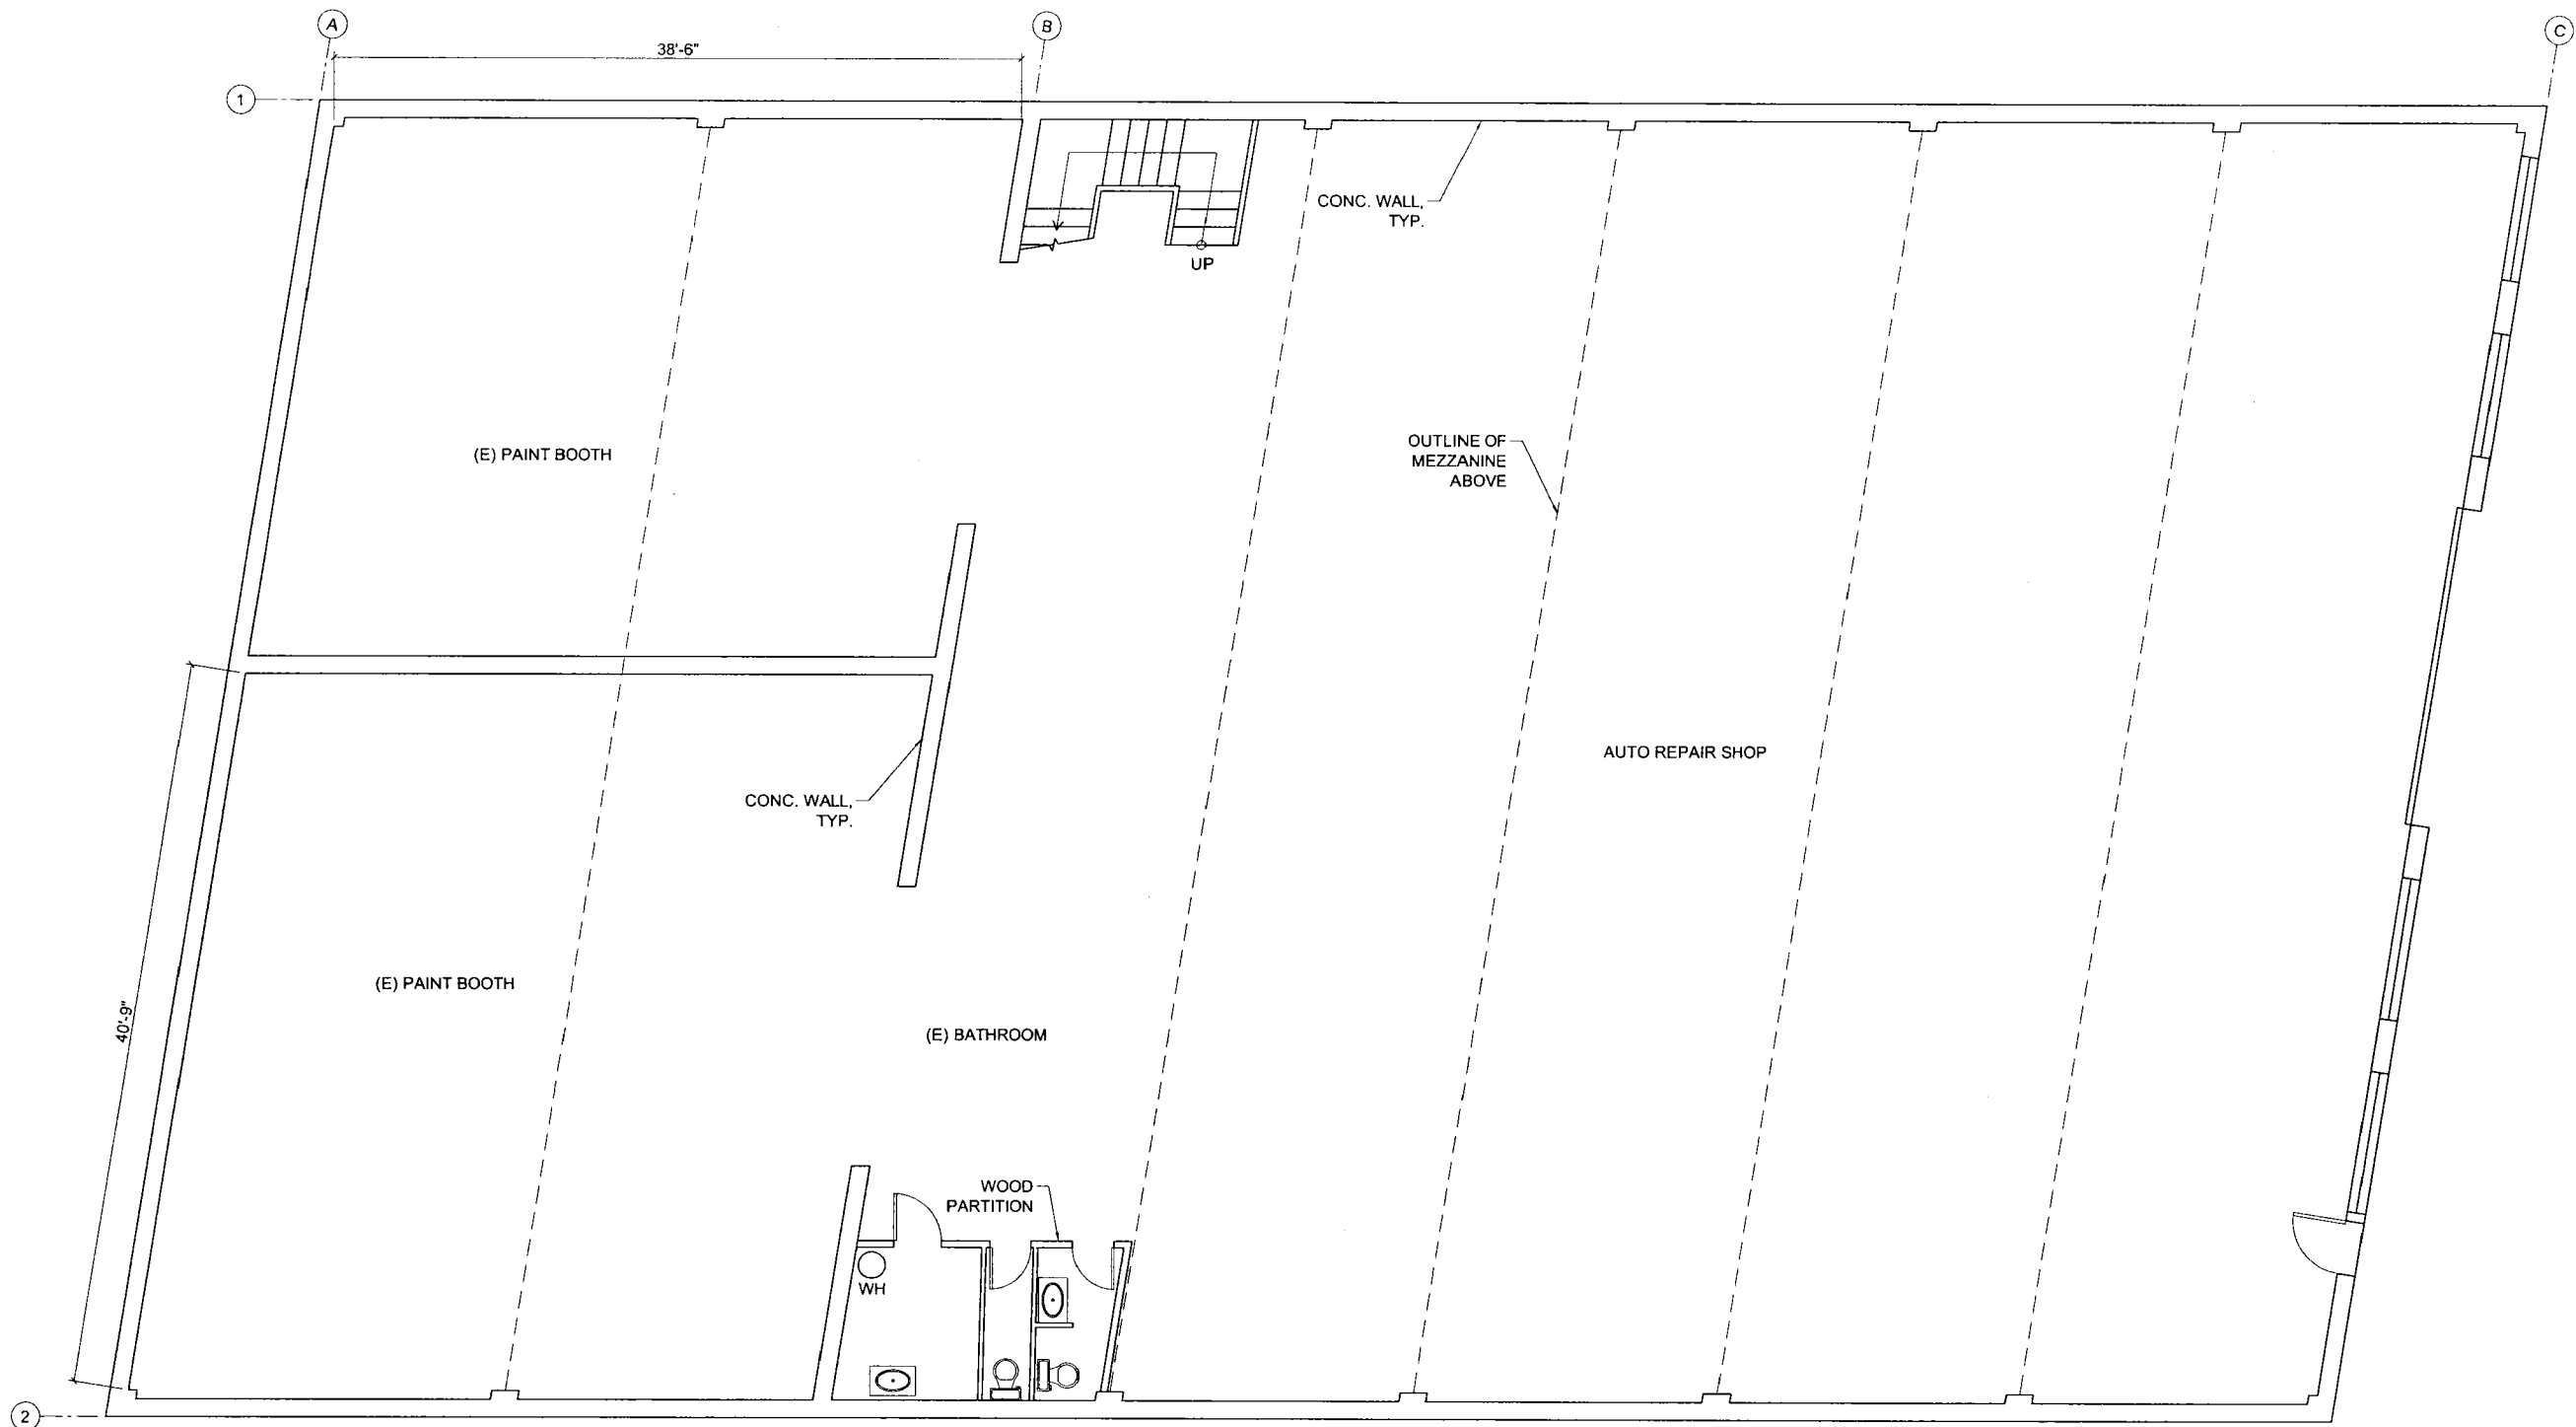 A
B
C
38'-6"
1
CONC. WALL,
TYP.
UP
OUTLINE OF
MEZZANINE
ABOVE
(E) PAINT BOOTH
AUTO REPAIR SHOP
CONC. WALL,
TYP.
(E) PAINT BOOTH
40'-9"
(E) BATHROOM
WOOD
PARTITION
WH
2